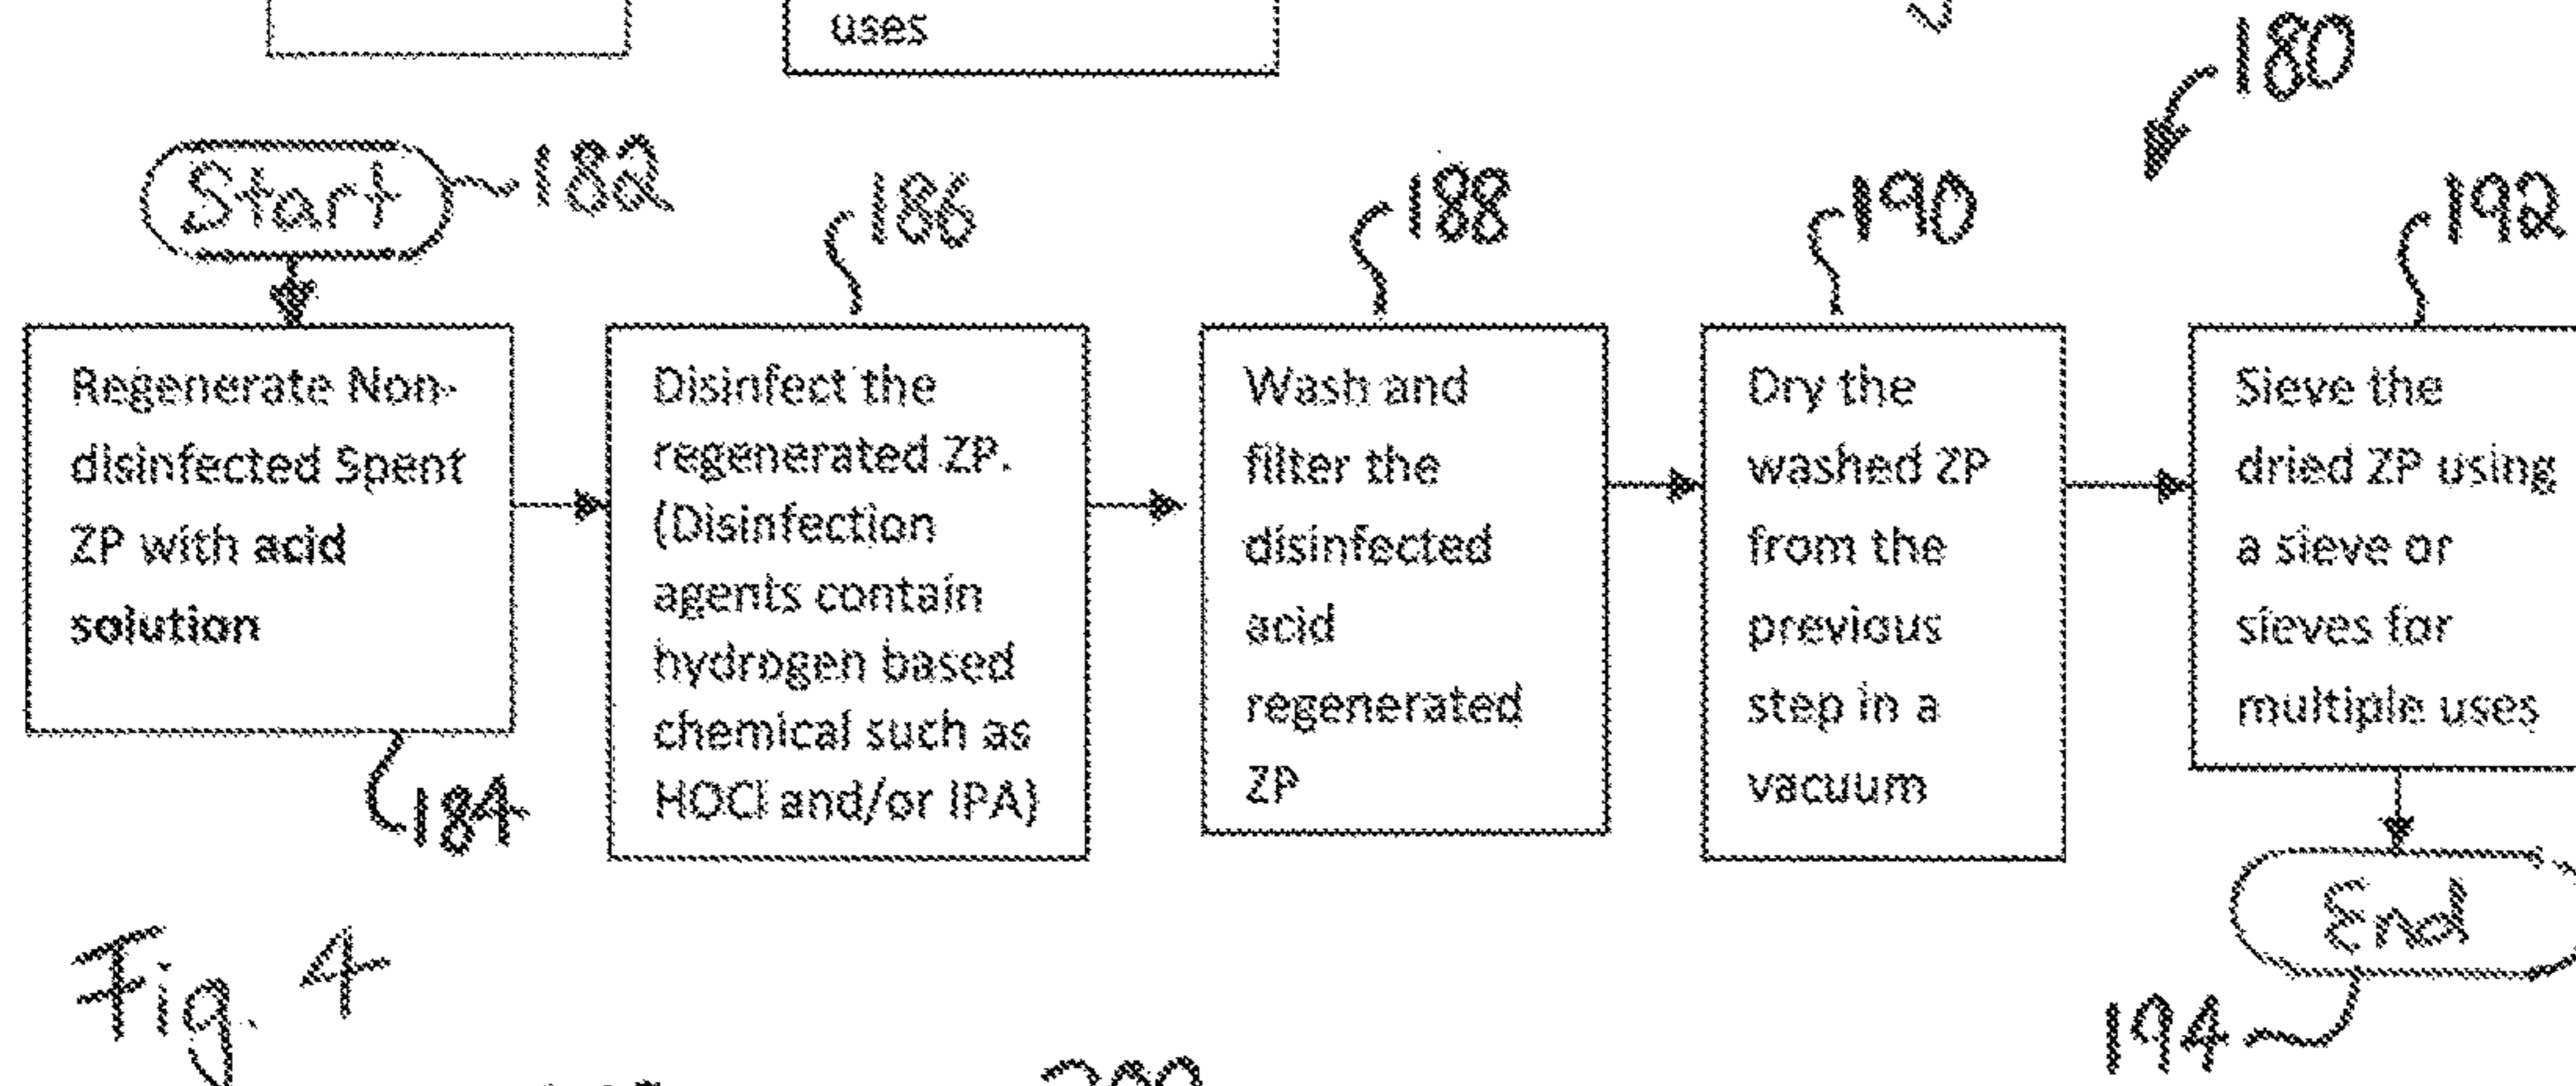 uses
180
Start
182
186
188
190
192
Regenerate Non-
disinfected Spent
ZP with acid
solution
184
Disinfect the
regenerated ZP.
(Disinfection
agents contain
hydrogen based
chemical such as
HOCl and/or IPA)
Wash and
filter the
disinfected
acid
regenerated
ZP
Dry the
washed ZP
from the
previous
step in a
vacuum
Sieve the
dried ZP using
a sieve or
sieves for
multiple uses
End
194
Fig. 4